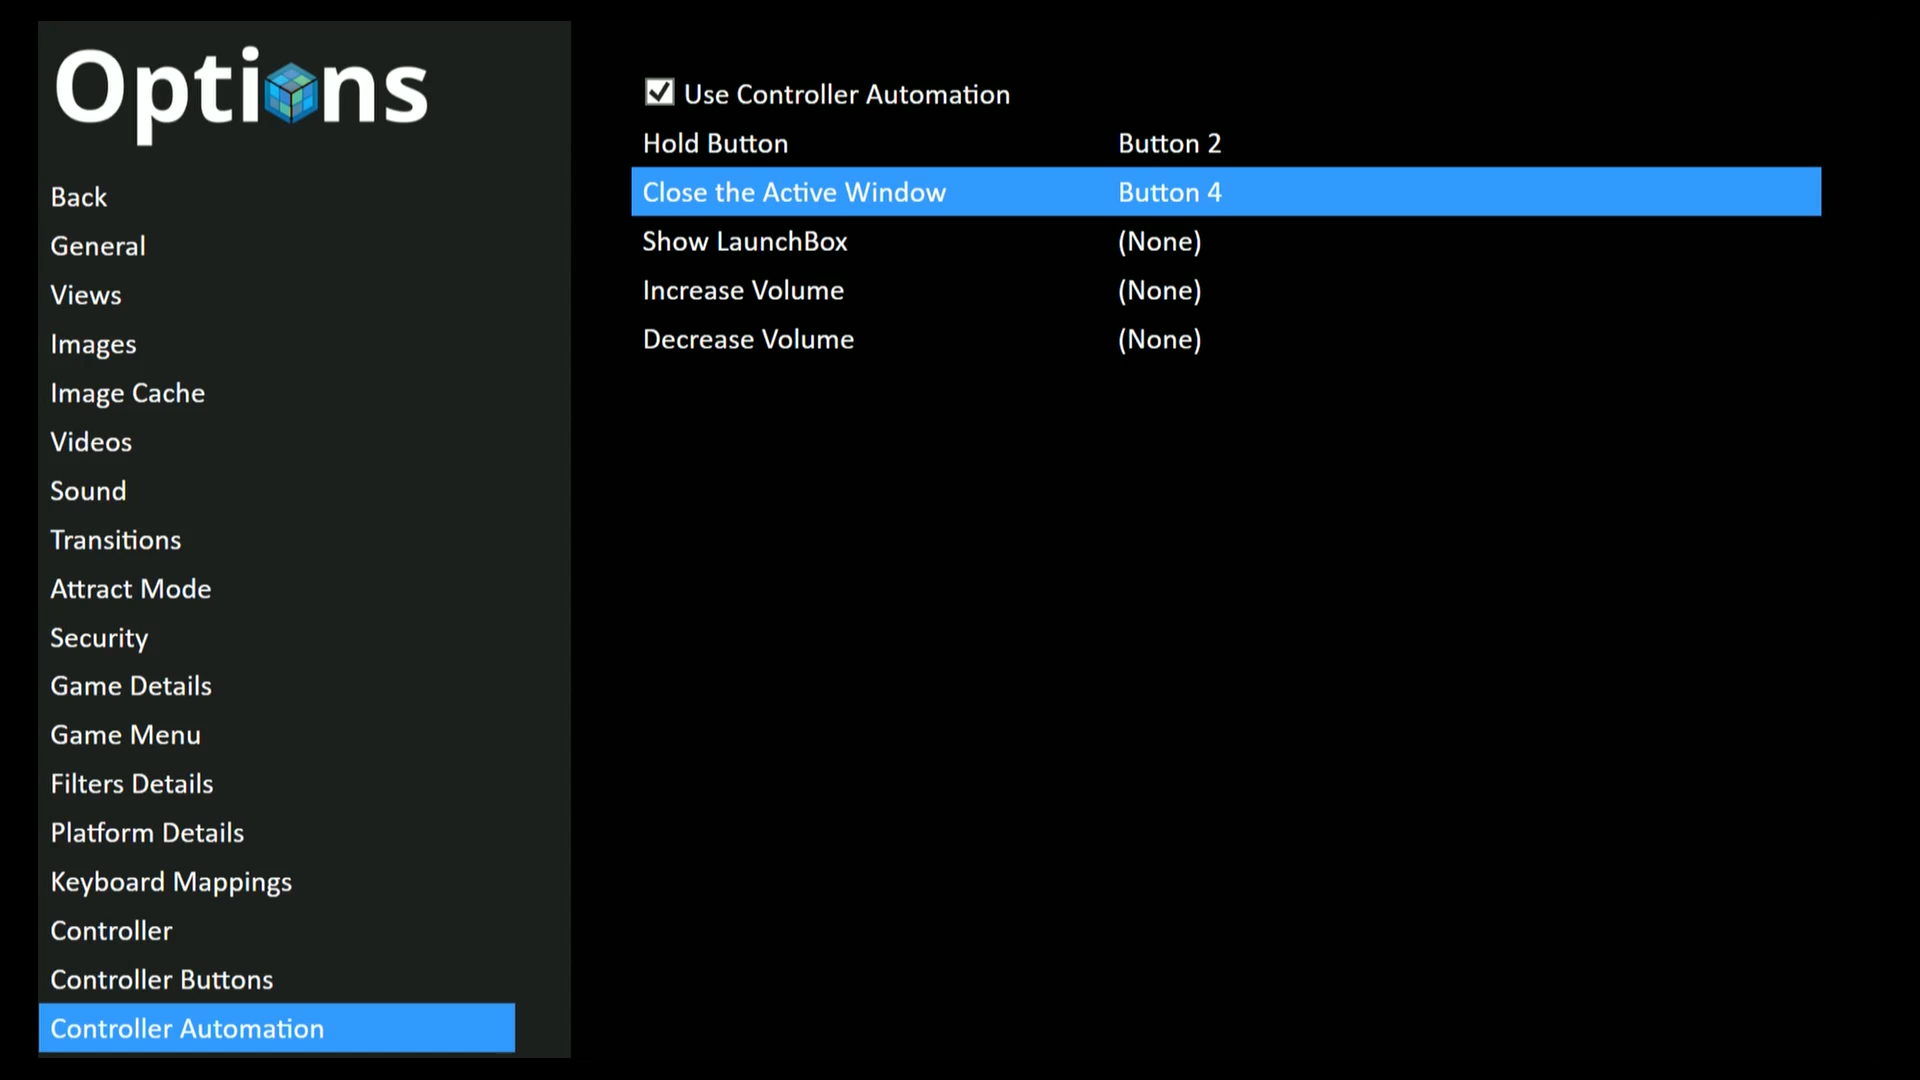 Options
Back
General
Views
Images
Image Cache
Videos
Sound
Transitions
Attract Mode
Security
Game Details
Game Menu
Filters Details
Platform Details
Keyboard Mappings
Controller
Controller Buttons
Controller Automation
Use Controller Automation
Hold Button Button 2
Close the Active Window Button 4
Show LaunchBox (None)
Increase Volume (None)
Decrease Volume (None)